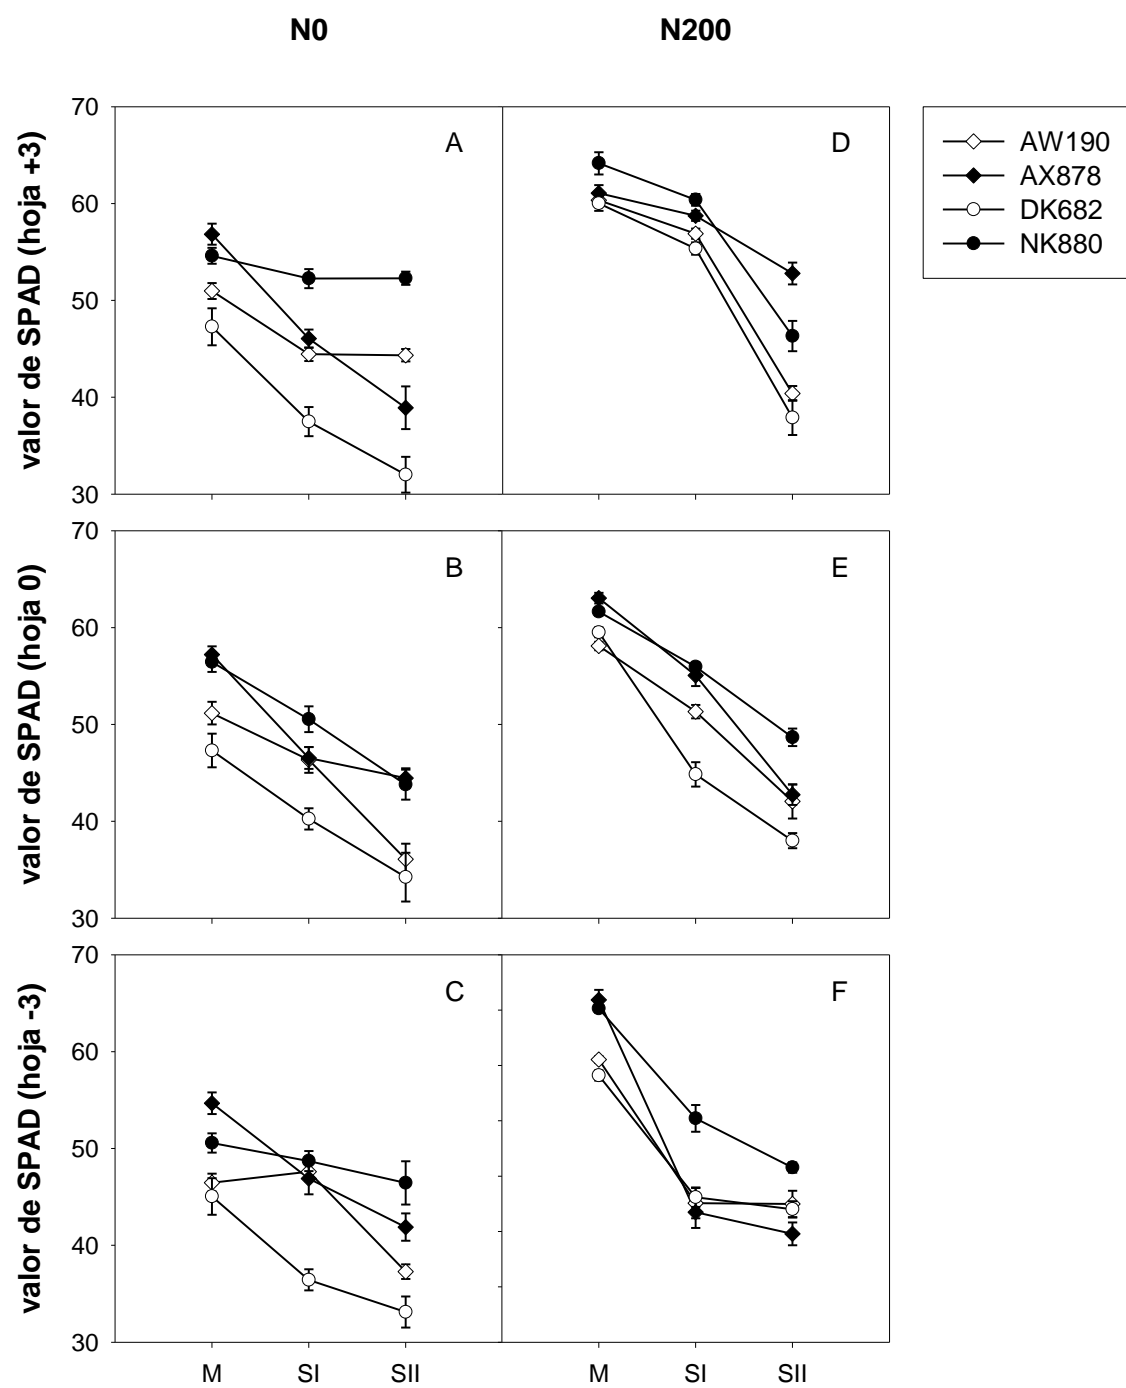 N0 N200
valor de SPAD (hoja +3)
70
60
50
40
30
A
D
AW190
AX878
DK682
NK880
valor de SPAD (hoja 0)
70
60
50
40
30
B
E
valor de SPAD (hoja -3)
70
60
50
40
30
C
F
M SI SII M SI SII